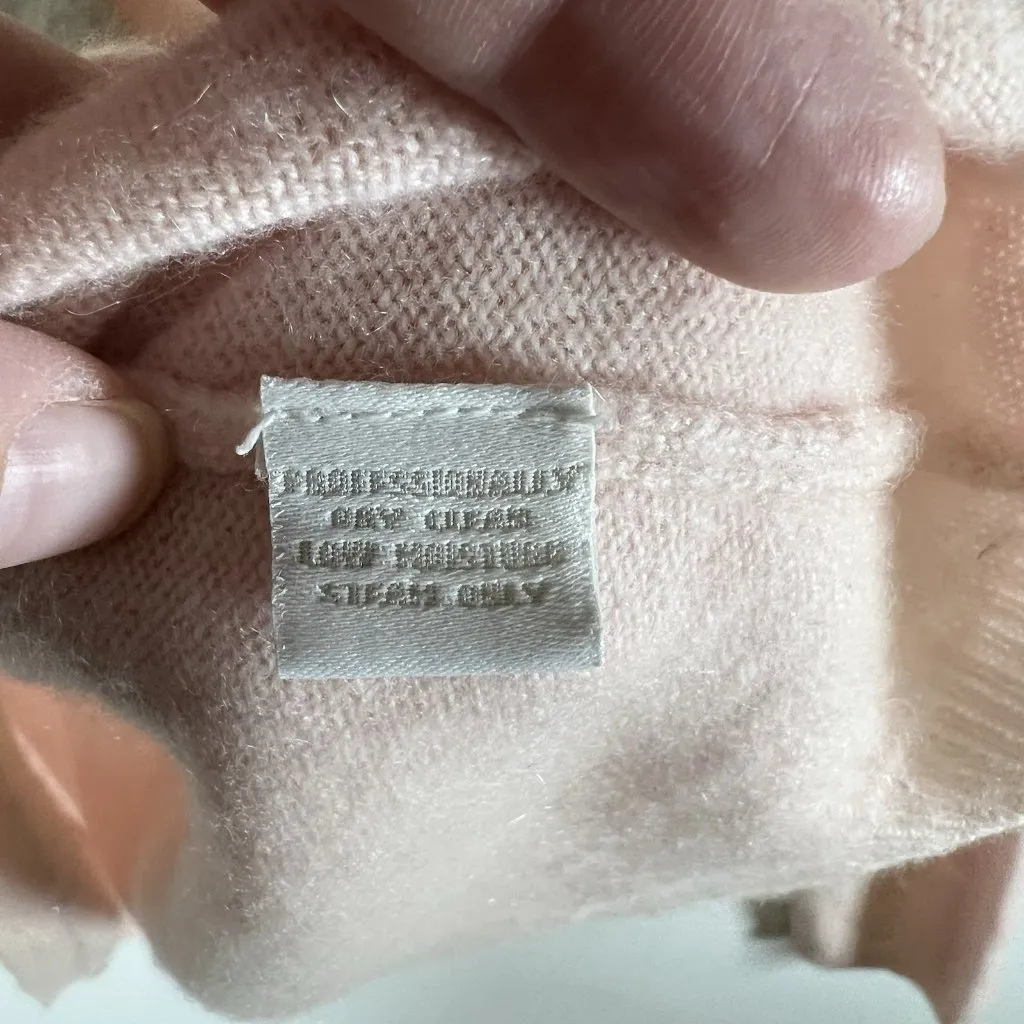 PROFESSIONALLY
DRY CLEAN
LOW MOISTURE
STEAM ONLY